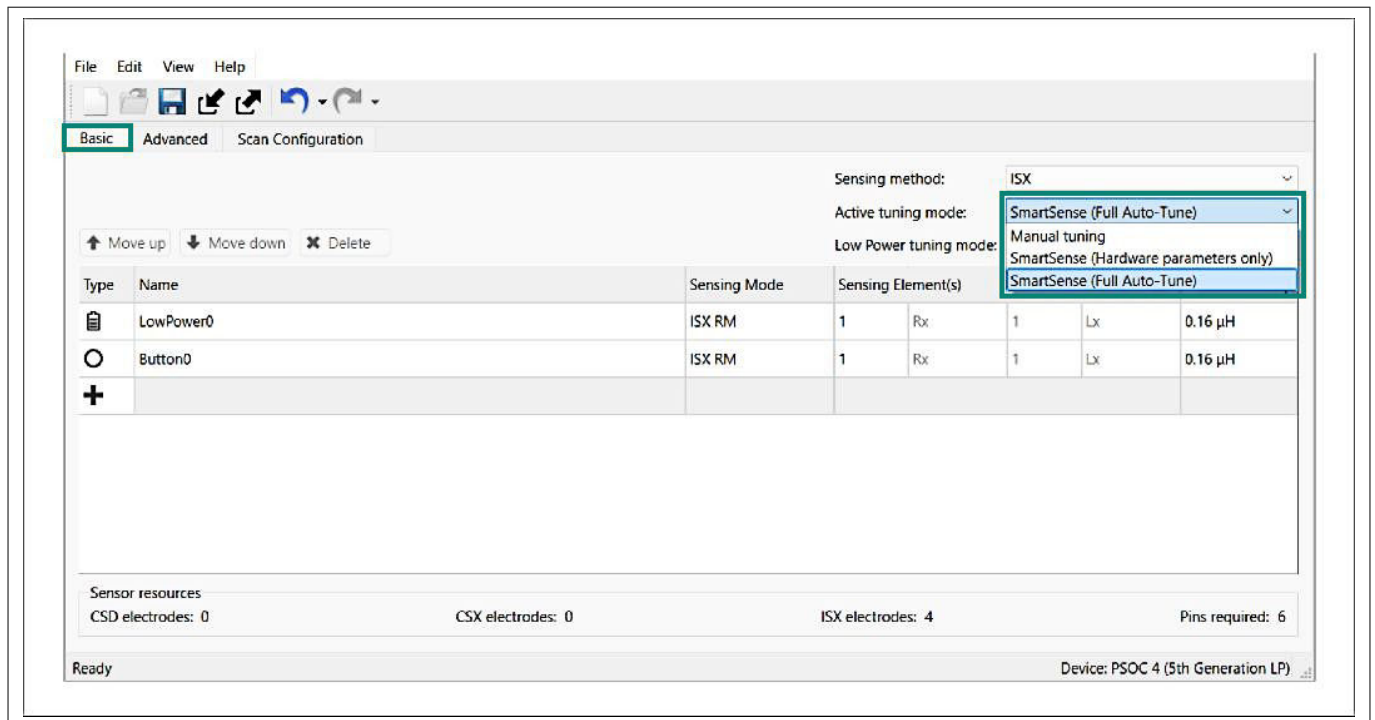 File Edit View Help
Basic Advanced Scan Configuration
Sensing method: ISX
Active tuning mode: SmartSense (Full Auto-Tune)
Manual tuning
Move up Move down Delete Low Power tuning mode:
SmartSense (Hardware parameters only)
SmartSense (Full Auto-Tune)
Type Name Sensing Mode Sensing Element(s)
LowPower0 ISX RM 1 Rx 1 Lx 0.16 µH
Button0 ISX RM 1 Rx 1 Lx 0.16 µH
Sensor resources
CSD electrodes: 0 CSX electrodes: 0 ISX electrodes: 4 Pins required: 6
Ready Device: PSOC 4 (5th Generation LP)